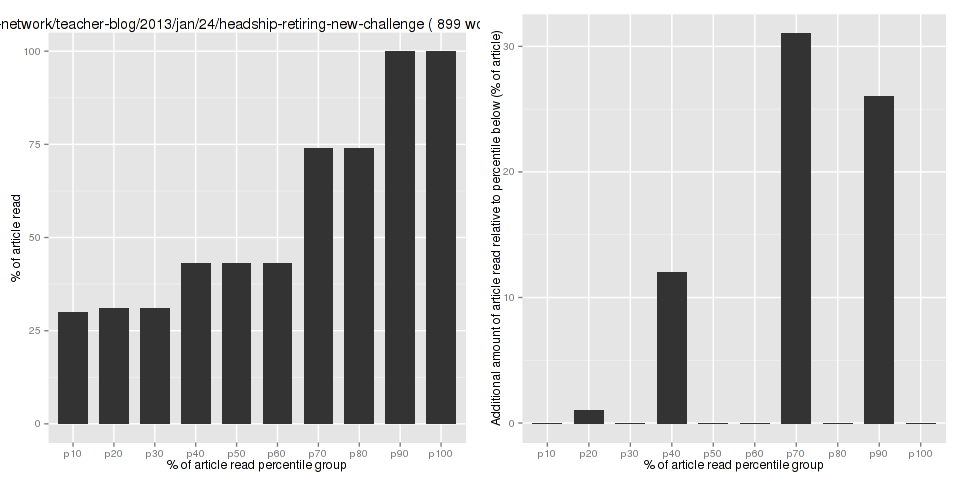 -network/teacher-blog/2013/jan/24/headship-retiring-new-challenge ( 899 wo
% of article read
100
75
50
25
0
p10 p20 p30 p40 p50 p60 p70 p80 p90 p100
% of article read percentile group
Additional amount of article read relative to percentile below (% of article)
30
20
10
0
p10 p20 p30 p40 p50 p60 p70 p80 p90 p100
% of article read percentile group